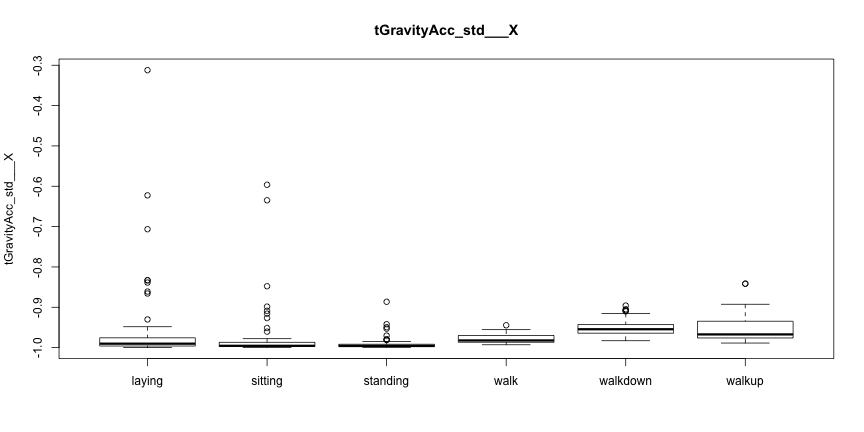 tGravityAcc_std___X
tGravityAcc_std___X
-0.3
-0.4
-0.5
-0.6
-0.7
-0.8
-0.9
-1.0
laying sitting standing walk walkdown walkup